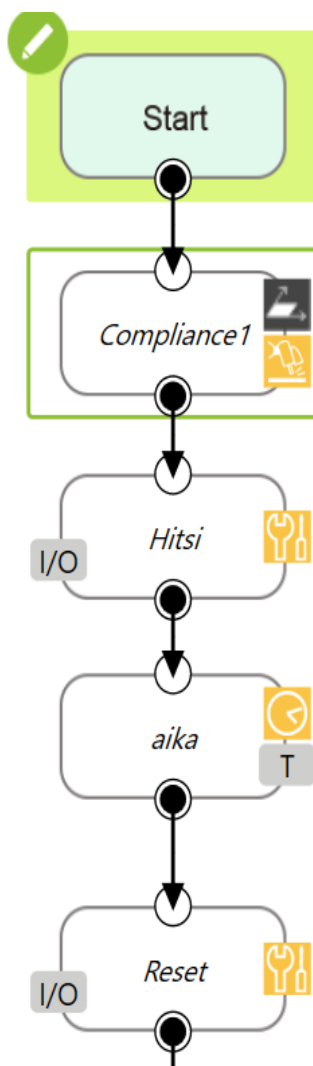 Start
Compliance1
Hitsi
I/O
aika
T
Reset
I/O